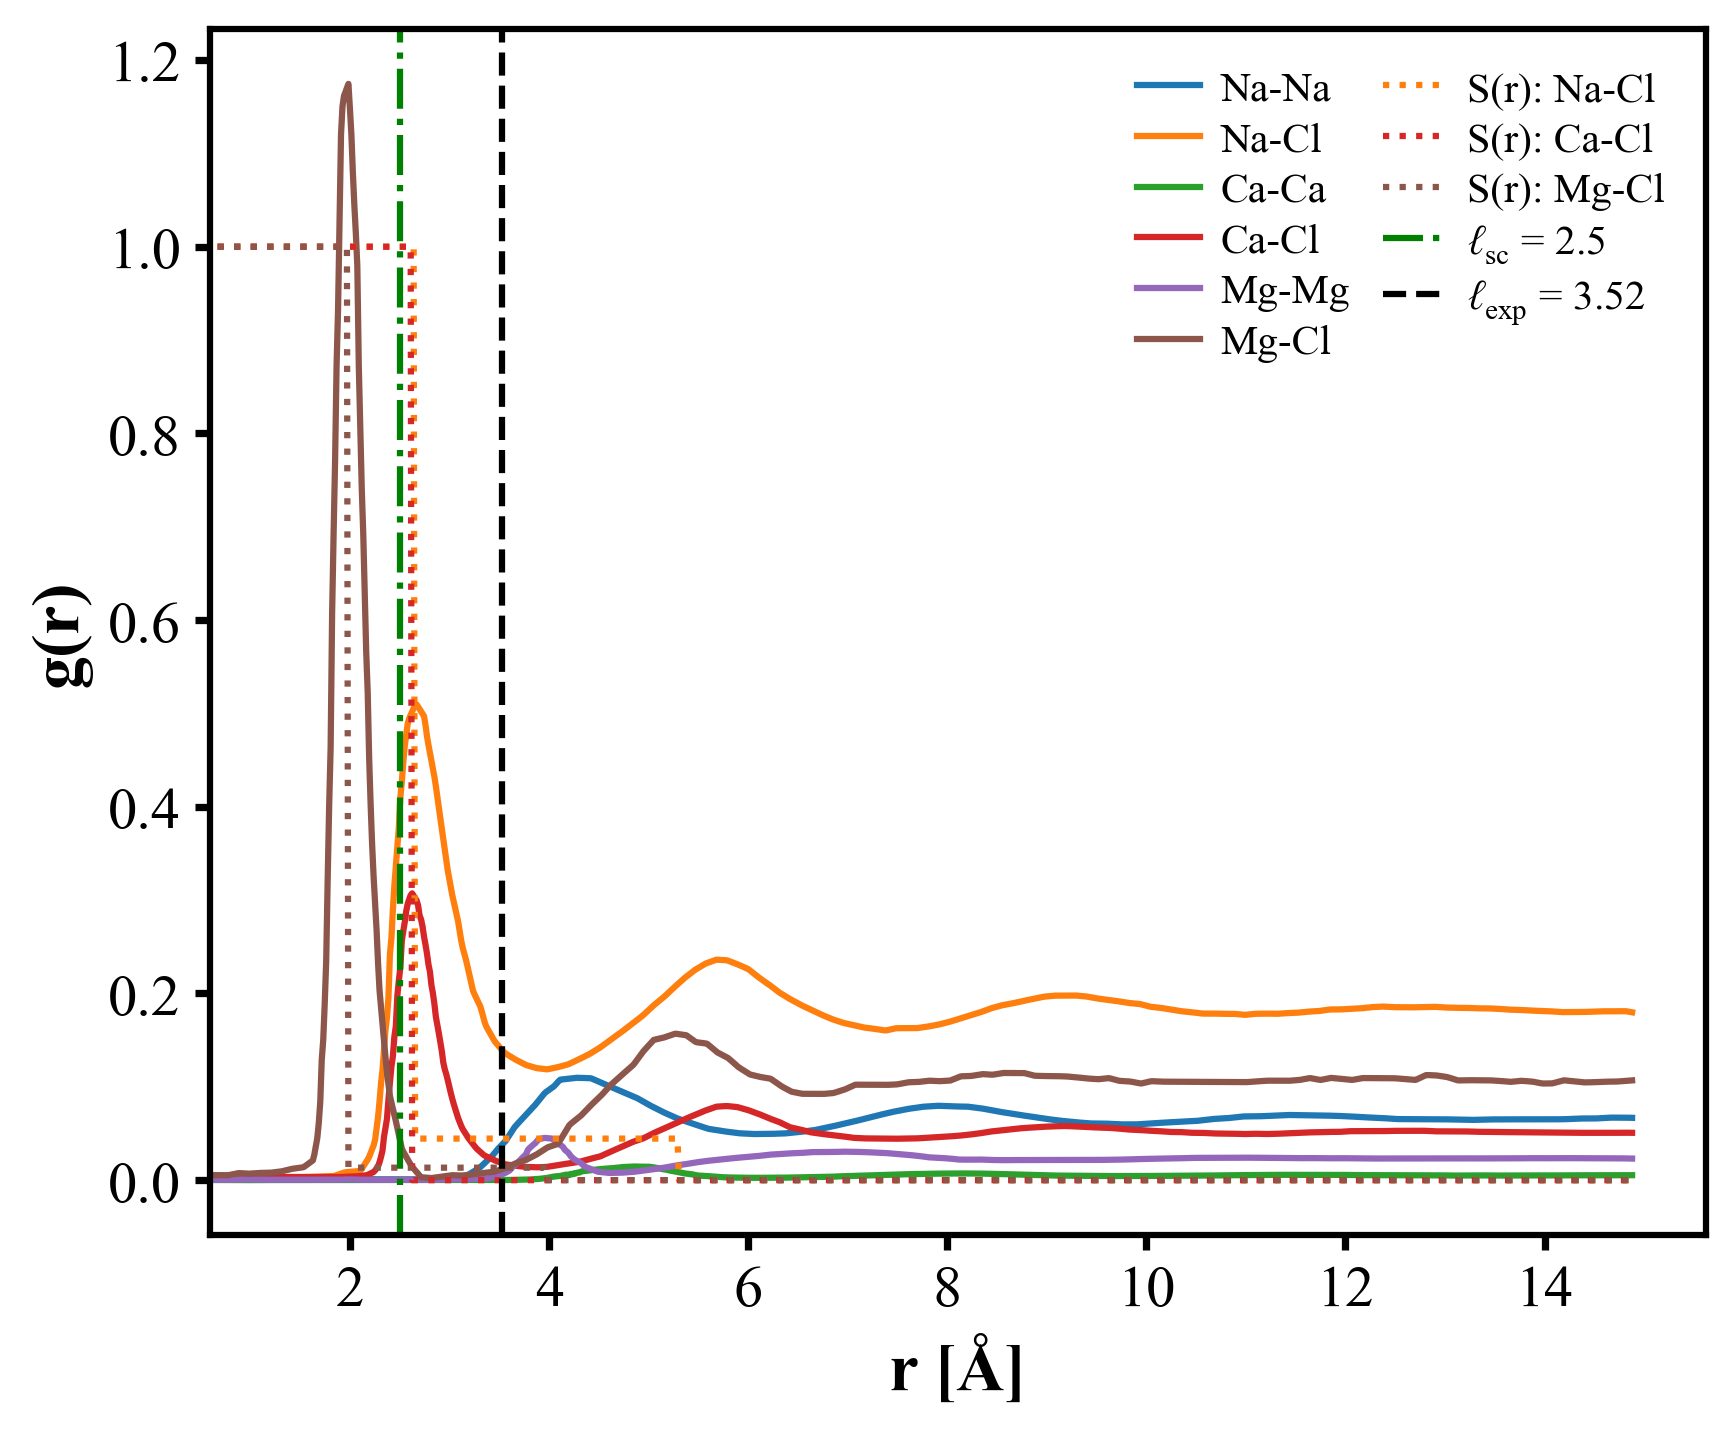 1.2
1.0
0.8
0.6
0.4
0.2
0.0
g(r)
2 4 6 8 10 12 14
r [Å]
Na-Na
Na-Cl
Ca-Ca
Ca-Cl
Mg-Mg
Mg-Cl
S(r): Na-Cl
S(r): Ca-Cl
S(r): Mg-Cl
ℓsc = 2.5
ℓexp = 3.52